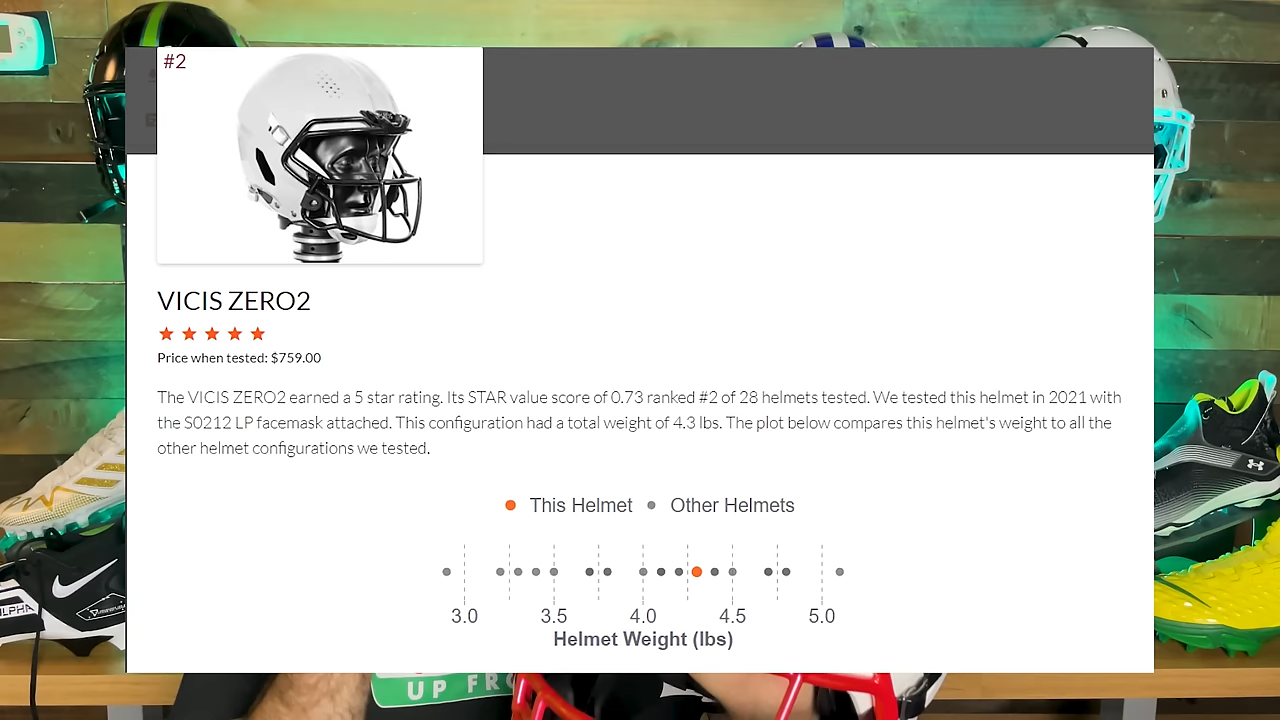 #2
VICIS ZERO2
Price when tested: $759.00
The VICIS ZERO2 earned a 5 star rating. Its STAR value score of 0.73 ranked #2 of 28 helmets tested. We tested this helmet in 2021 with
the S0212 LP facemask attached. This configuration had a total weight of 4.3 lbs. The plot below compares this helmet's weight to all the
other helmet configurations we tested.
This Helmet Other Helmets
3.0 3.5 4.0 4.5 5.0
Helmet Weight (lbs)
UP FR